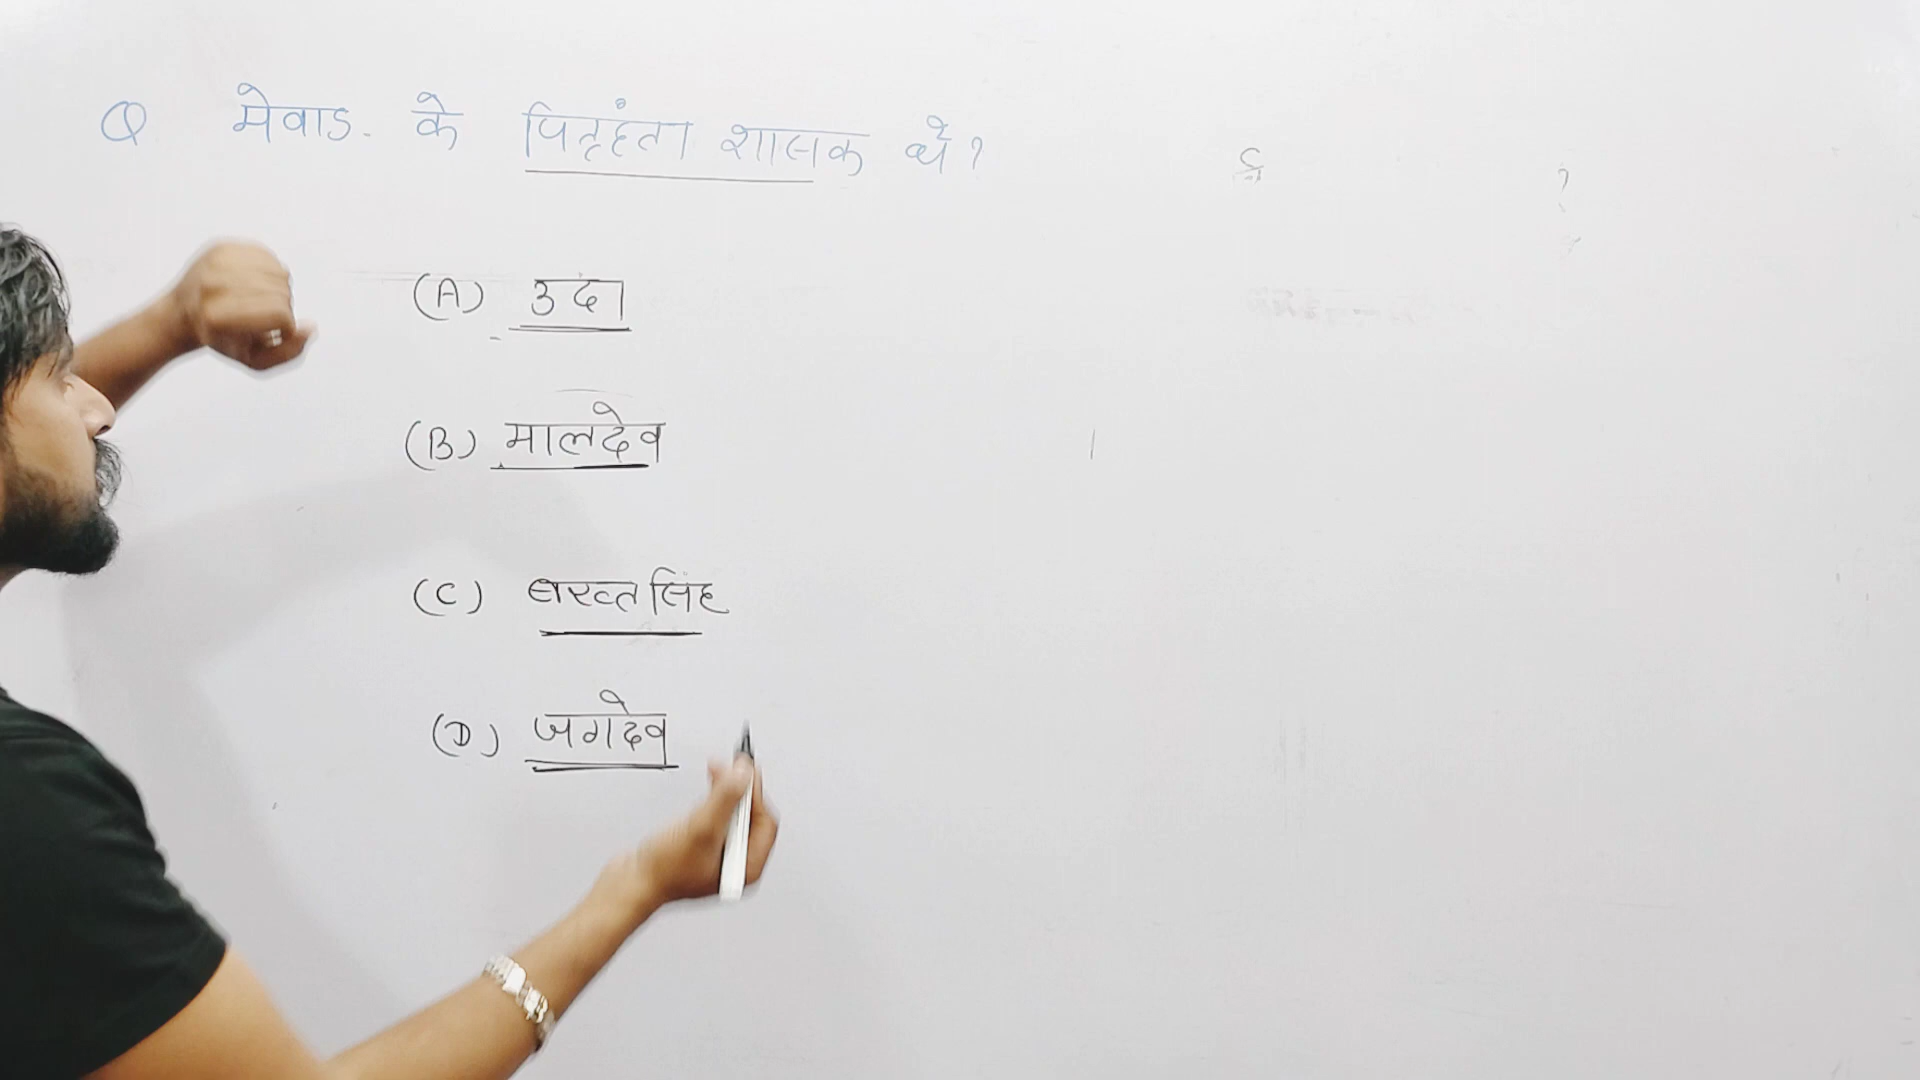 Q मेवाड. के पितृहंता शासक थे?
(A) उदा
(B) मालदेव
(C) बख्तसिंह
(D) जगदेव